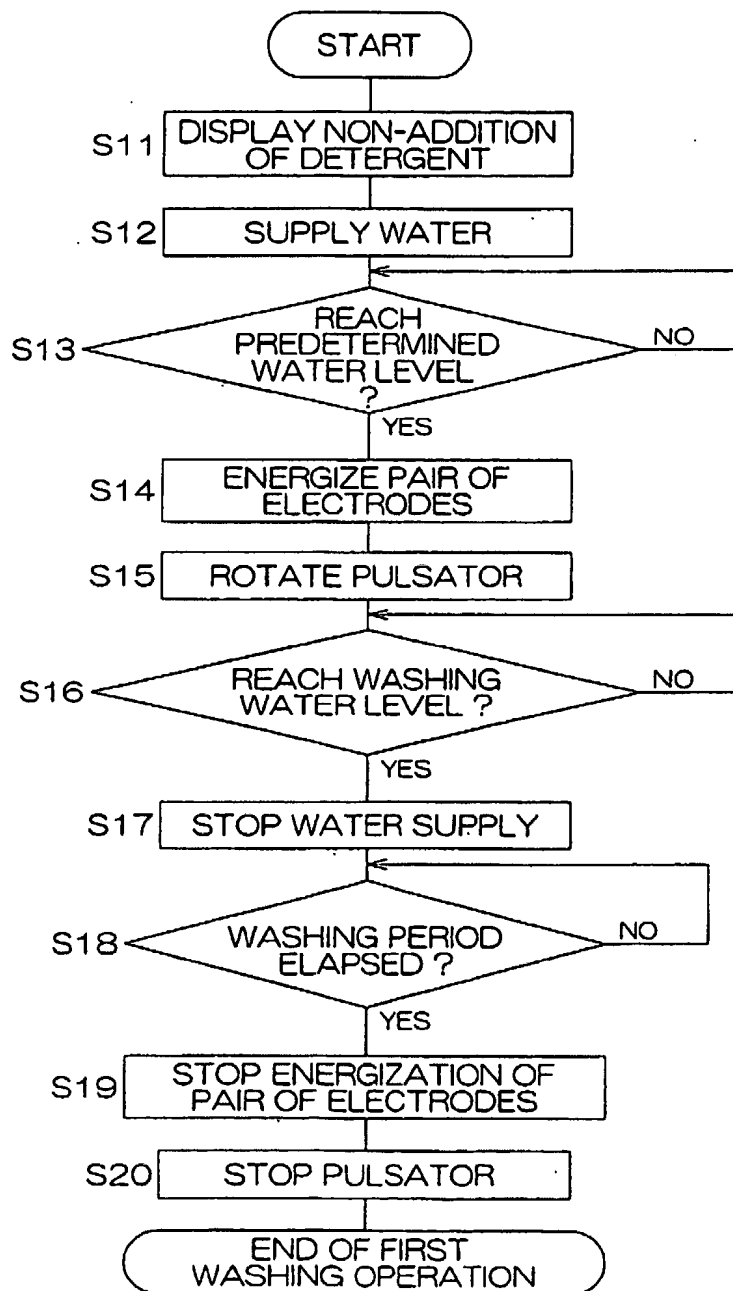 START
S11
DISPLAY NON-ADDITION
OF DETERGENT
S12
SUPPLY WATER
S13
REACH
PREDETERMINED
WATER LEVEL
?
NO
YES
S14
ENERGIZE PAIR OF
ELECTRODES
S15
ROTATE PULSATOR
S16
REACH WASHING
WATER LEVEL ?
NO
YES
S17
STOP WATER SUPPLY
S18
WASHING PERIOD
ELAPSED ?
NO
YES
S19
STOP ENERGIZATION OF
PAIR OF ELECTRODES
S20
STOP PULSATOR
END OF FIRST
WASHING OPERATION